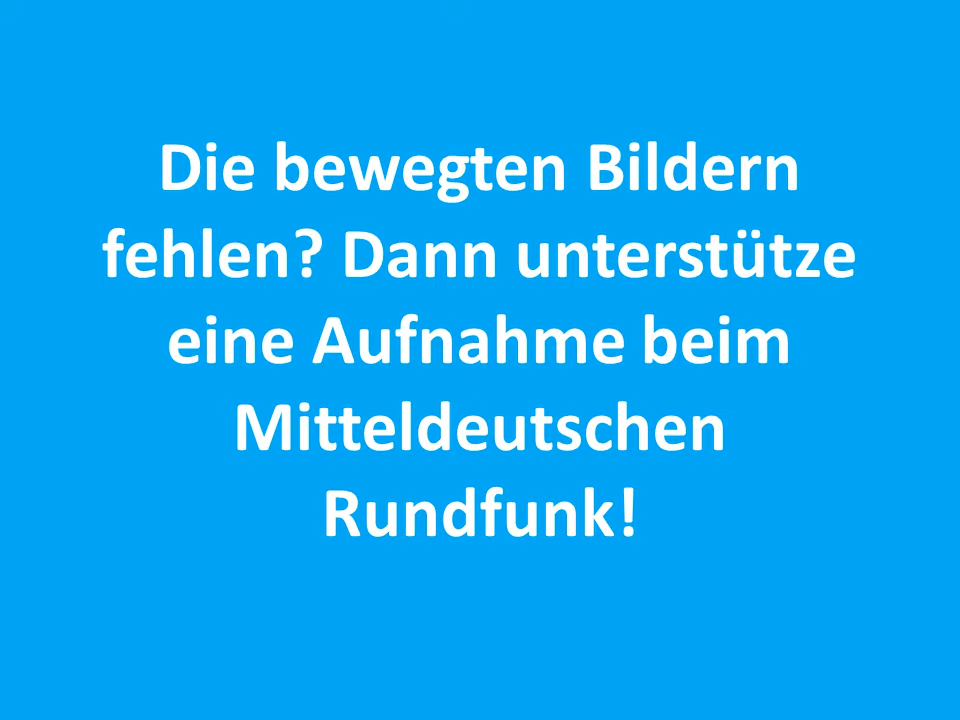 Die bewegten Bildern
fehlen? Dann unterstütze
eine Aufnahme beim
Mitteldeutschen
Rundfunk!